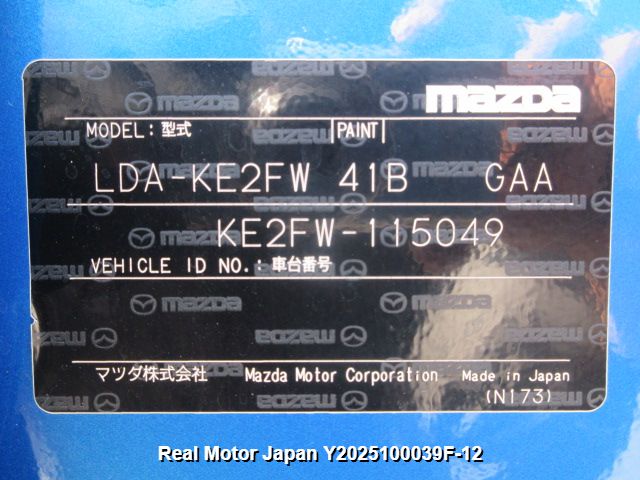 mazda
MODEL: 型式 PAINT
LDA-KE2FW 41B GAA
KE2FW-115049
VEHICLE ID NO.: 車台番号
マツダ株式会社 Mazda Motor Corporation Made in Japan
(N173)
Real Motor Japan Y2025100039F-12